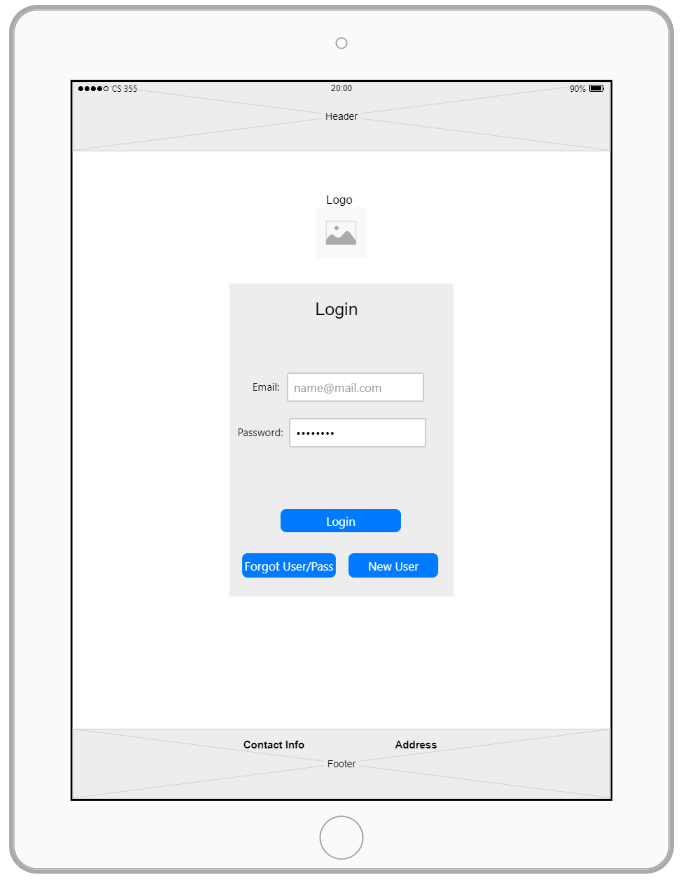 CS 355 20:00 90%
Header
Logo
Login
Email: name@mail.com
Password: ••••••••
Login
Forgot User/Pass New User
Contact Info Address
Footer